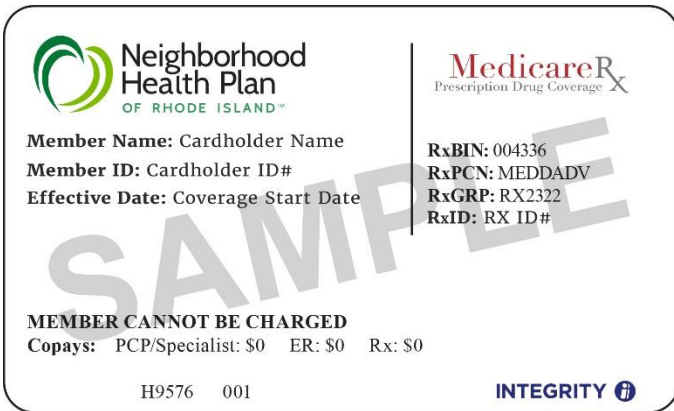 Neighborhood
Health Plan
OF RHODE ISLAND™
Member Name: Cardholder Name
Member ID: Cardholder ID#
Effective Date: Coverage Start Date
MedicareRx
Prescription Drug Coverage
RxBIN: 004336
RxPCN: MEDDADV
RxGRP: RX2322
RxID: RX ID#
SAMPLE
MEMBER CANNOT BE CHARGED
Copays: PCP/Specialist: $0 ER: $0 Rx: $0
H9576 001
INTEGRITY